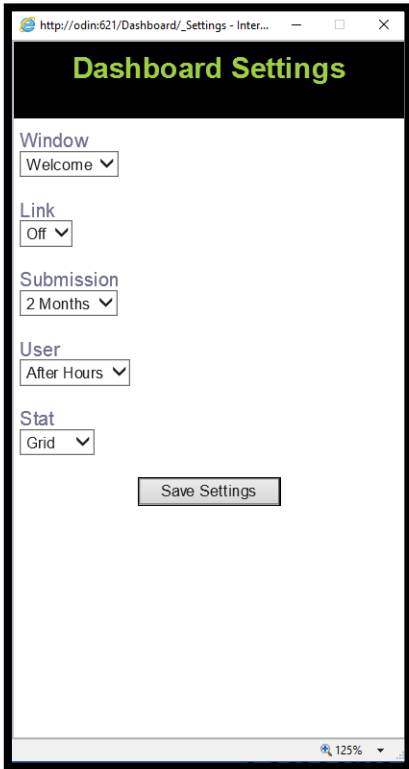 http://odin:621/Dashboard/_Settings - Inter...
Dashboard Settings
Window
Welcome
Link
Off
Submission
2 Months
User
After Hours
Stat
Grid
Save Settings
125%